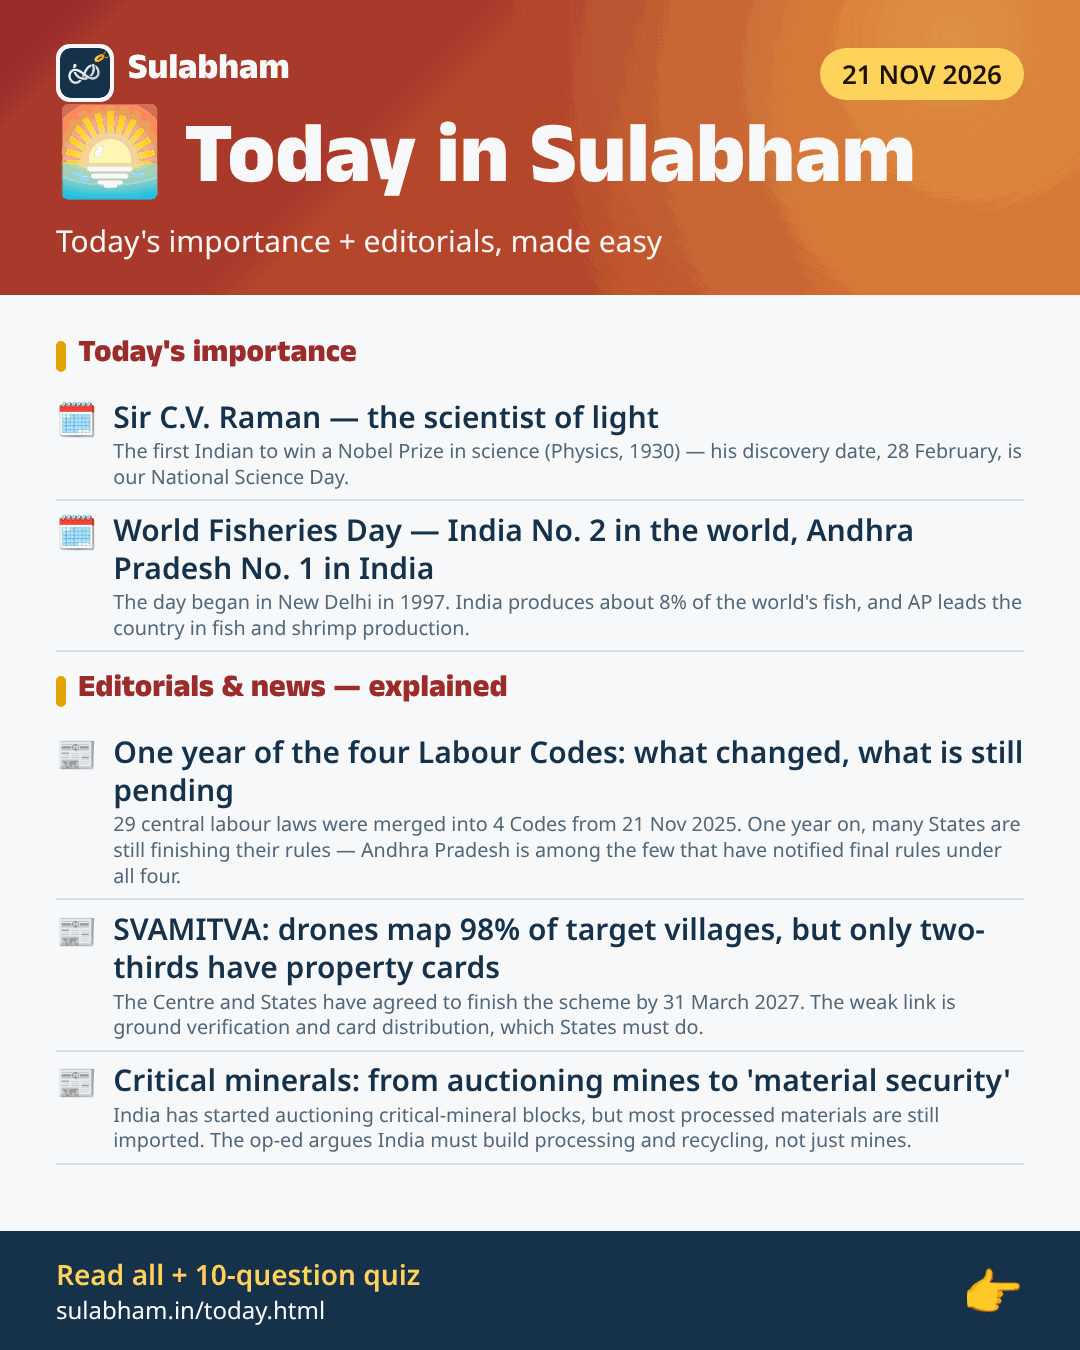 Sulabham
21 NOV 2026
Today in Sulabham
Today's importance + editorials, made easy
Today's importance
Sir C.V. Raman — the scientist of light
The first Indian to win a Nobel Prize in science (Physics, 1930) — his discovery date, 28 February, is
our National Science Day.
World Fisheries Day — India No. 2 in the world, Andhra
Pradesh No. 1 in India
The day began in New Delhi in 1997. India produces about 8% of the world's fish, and AP leads the
country in fish and shrimp production.
Editorials & news — explained
One year of the four Labour Codes: what changed, what is still
pending
29 central labour laws were merged into 4 Codes from 21 Nov 2025. One year on, many States are
still finishing their rules — Andhra Pradesh is among the few that have notified final rules under
all four.
SVAMITVA: drones map 98% of target villages, but only two-
thirds have property cards
The Centre and States have agreed to finish the scheme by 31 March 2027. The weak link is
ground verification and card distribution, which States must do.
Critical minerals: from auctioning mines to 'material security'
India has started auctioning critical-mineral blocks, but most processed materials are still
imported. The op-ed argues India must build processing and recycling, not just mines.
Read all + 10-question quiz
sulabham.in/today.html